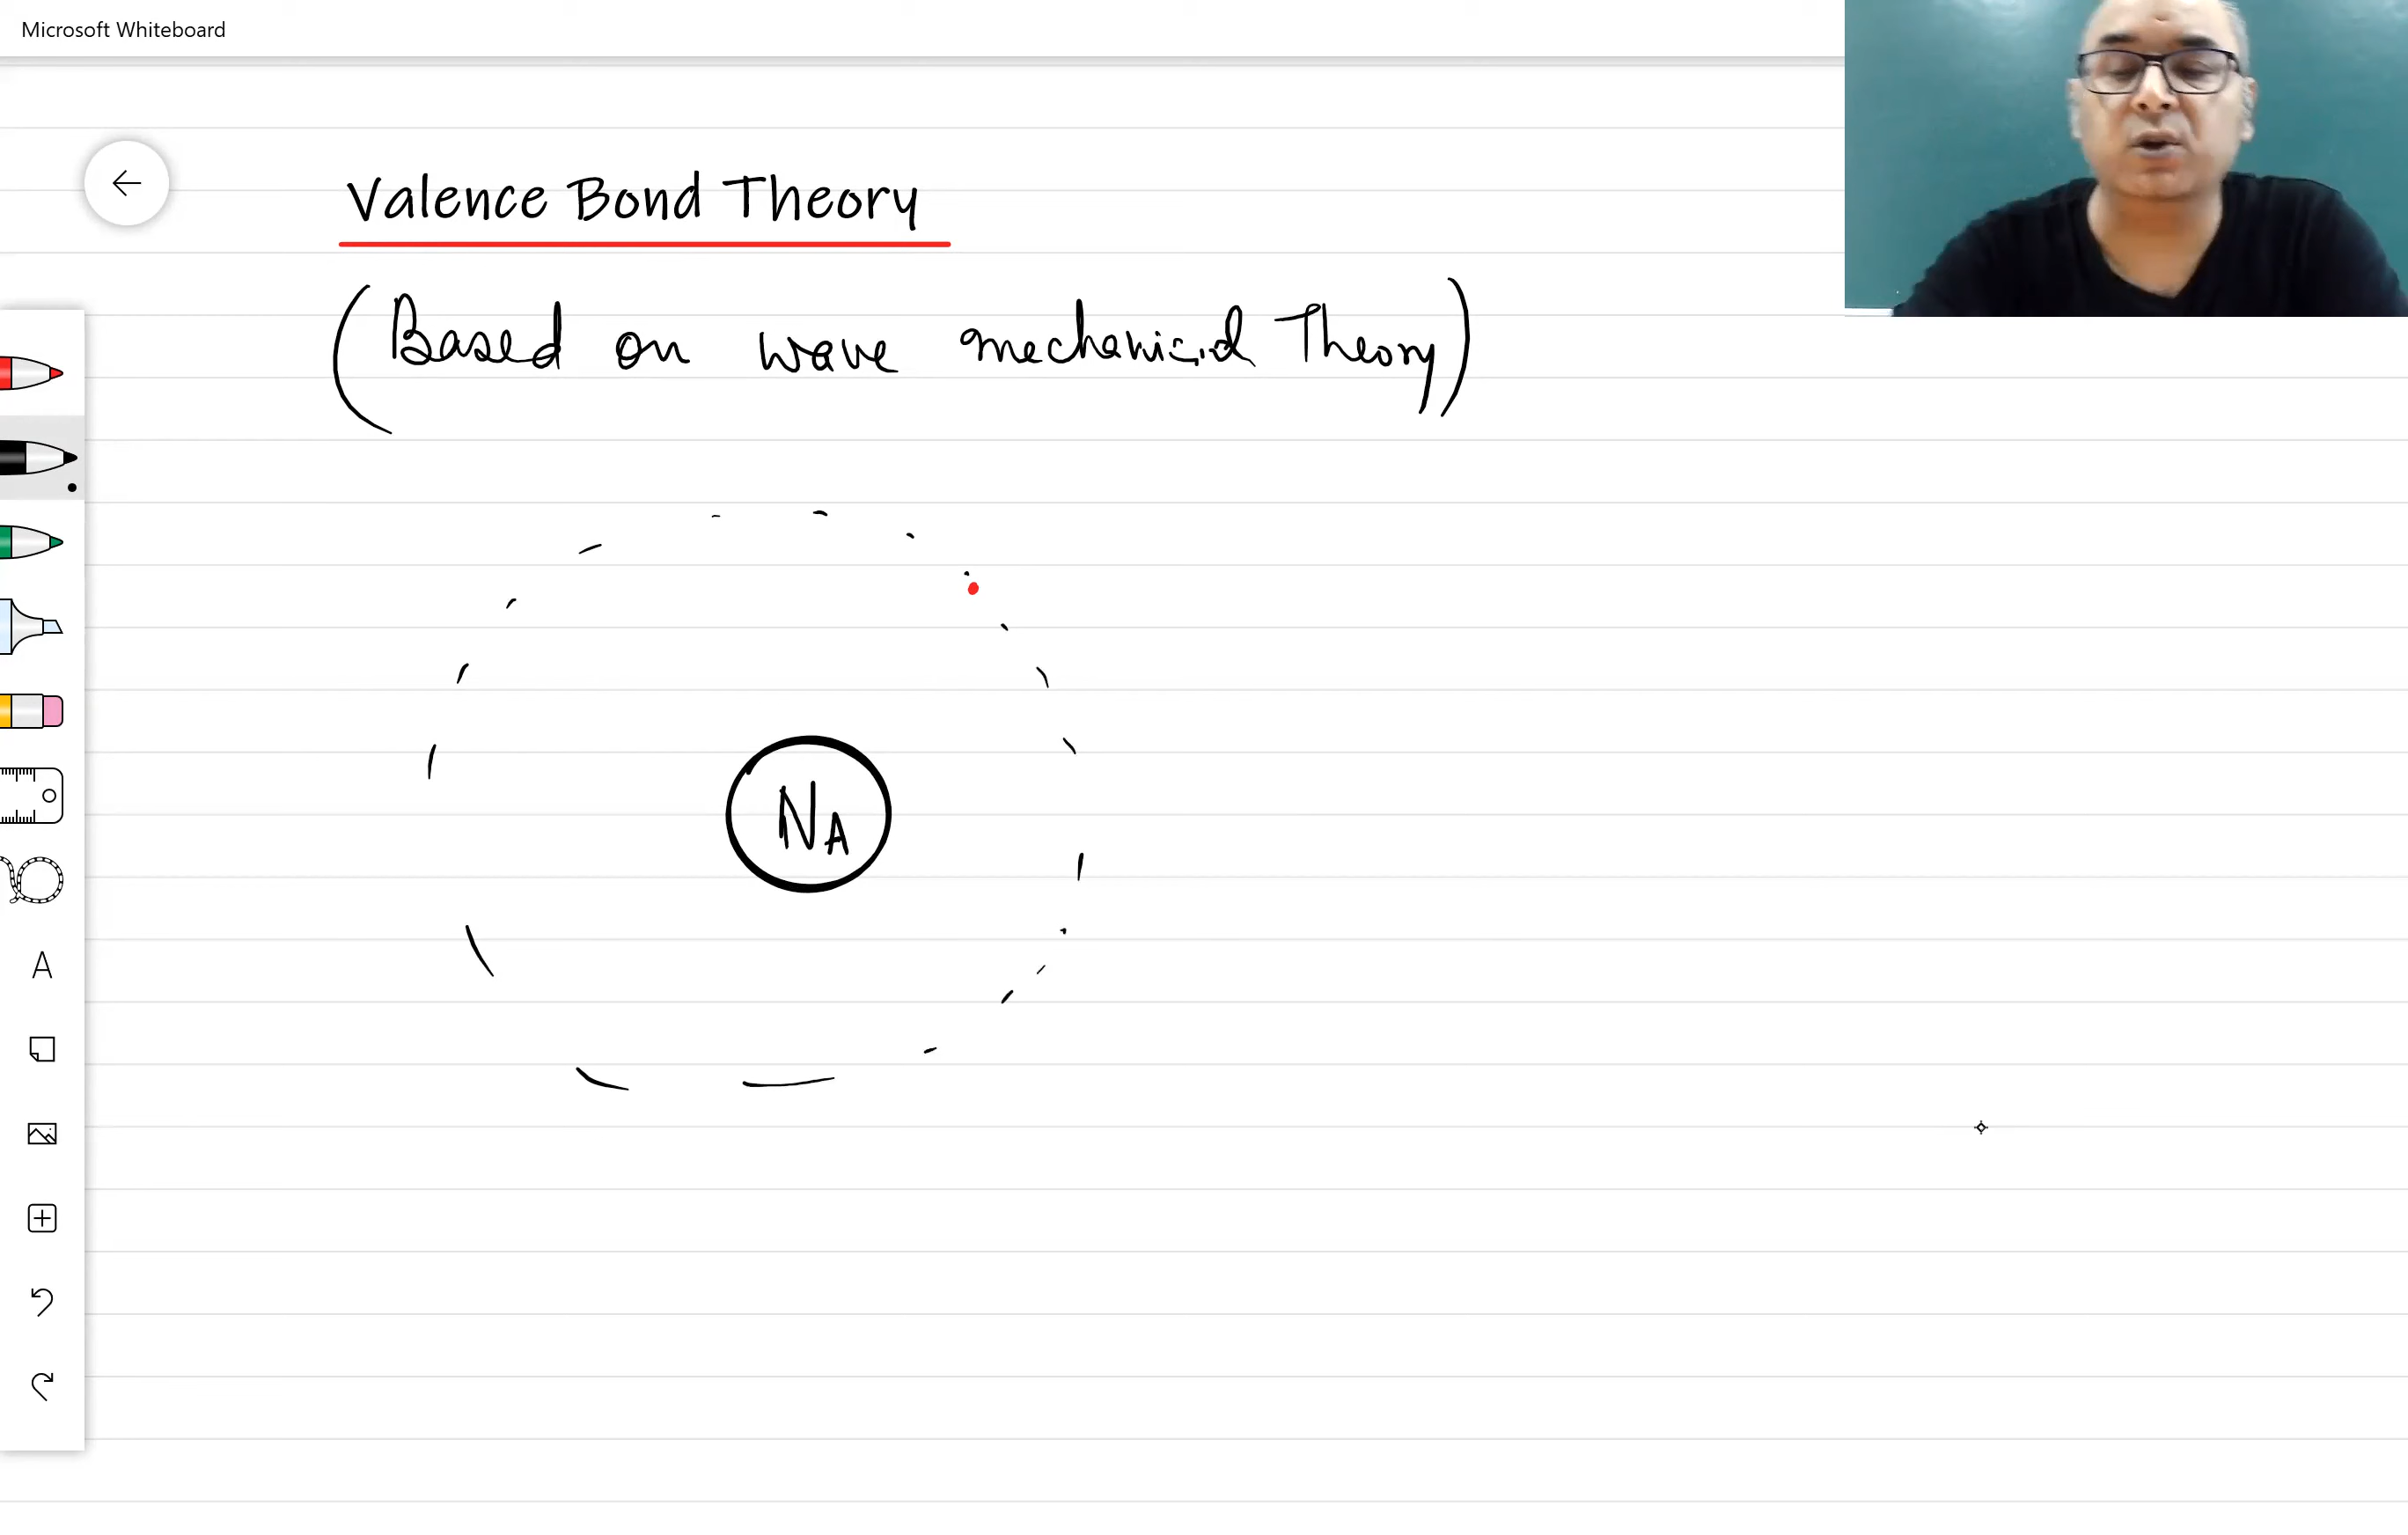 Microsoft Whiteboard
Valence Bond Theory
(Based on wave mechanical Theory)
NA
A